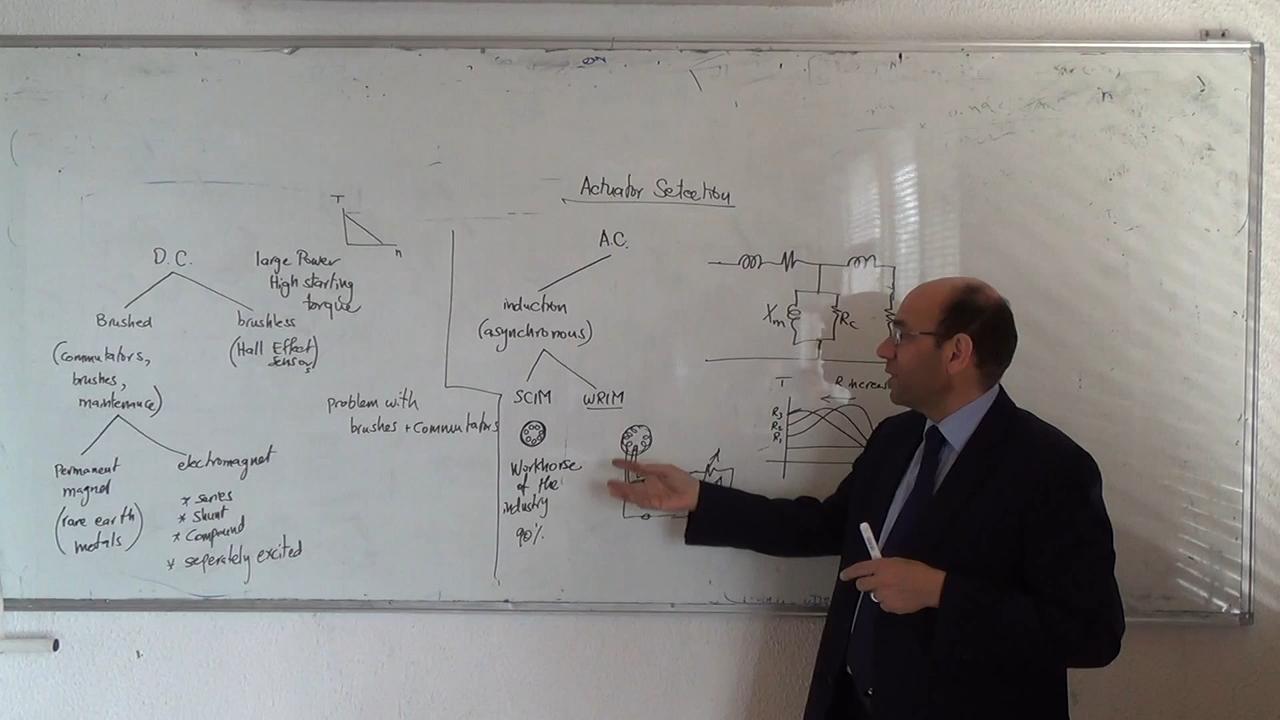 Actuator Selection
T
n
D.C.
large Power
High starting
torque
Brushed
brushless
(Commutators,
brushes,
maintenance)
(Hall Effect
Sensors)
Permanent
magnet
(rare earth
metals)
electromagnet
* series
* Shunt
* Compound
* seperately excited
problem with
brushes + Commutators
A.C.
induction
(asynchronous)
SCIM
WRIM
Workhorse
of the
industry
90%
Xm
Rc
T
R increas
R3
R2
R1